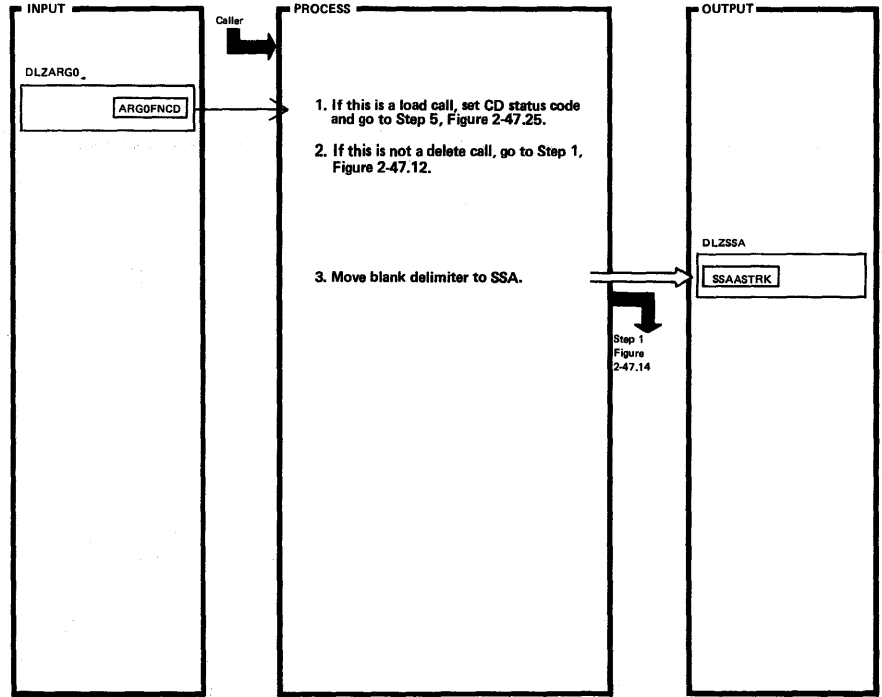 INPUT
PROCESS
OUTPUT
Caller
DLZARG0
ARG0FNCD
1. If this is a load call, set CD status code
and go to Step 5, Figure 2-47.25.
2. If this is not a delete call, go to Step 1,
Figure 2-47.12.
3. Move blank delimiter to SSA.
DLZSSA
SSAASTRK
Step 1
Figure
2-47.14